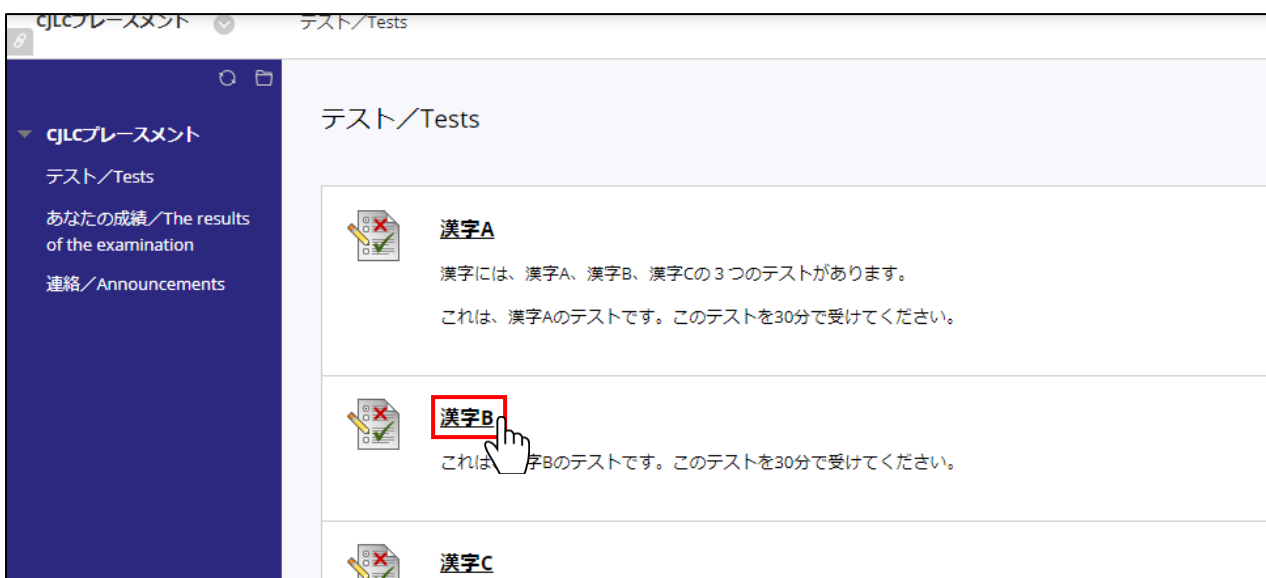 CJLCプレースメント
テスト／Tests
CJLCプレースメント
テスト／Tests
あなたの成績／The results
of the examination
連絡／Announcements
テスト／Tests
漢字A
漢字には、漢字A、漢字B、漢字Cの３つのテストがあります。
これは、漢字Aのテストです。このテストを30分で受けてください。
漢字B
これは 字Bのテストです。このテストを30分で受けてください。
漢字C